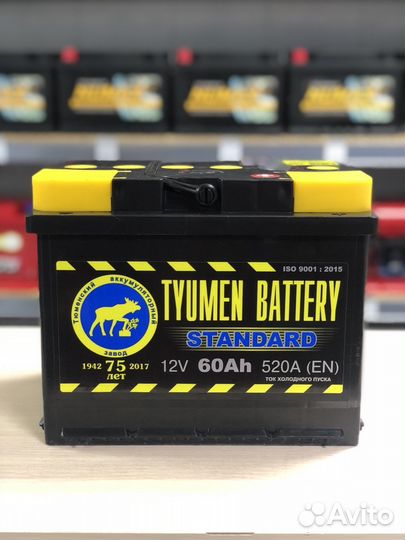 ISO 9001 : 2015
Тюменский аккумуляторный завод
TYUMEN BATTERY
STANDARD
1942 75 2017
лет
12V 60Ah 520A (EN)
ТОК ХОЛОДНОГО ПУСКА
Avito